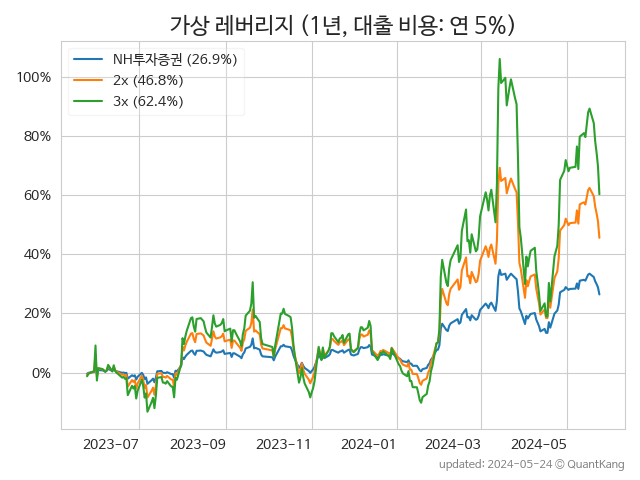 가상 레버리지 (1년, 대출 비용: 연 5%)
NH투자증권 (26.9%)
2x (46.8%)
3x (62.4%)
100%
80%
60%
40%
20%
0%
2023-07 2023-09 2023-11 2024-01 2024-03 2024-05
updated: 2024-05-24 © QuantKang